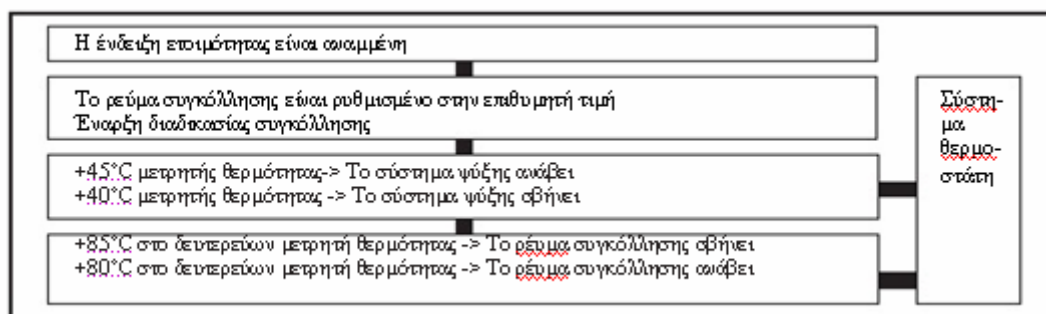 Η ένδειξη ετοιμότητας είναι αναμμένη
Το ρεύμα συγκόλλησης είναι ρυθμισμένο στην επιθυμητή τιμή
Έναρξη διαδικασίας συγκόλλησης
+45°C μετρητής θερμότητας-> Το σύστημα ψύξης ανάβει
+40°C μετρητής θερμότητας -> Το σύστημα ψύξης σβήνει
+85°C στο δευτερεύων μετρητή θερμότητας -> Το ρέυμα συγκόλλησης σβήνει
+80°C στο δευτερεύων μετρητή θερμότητας -> Το ρέυμα συγκόλλησης ανάβει
Σύστη-
μα
θερμο-
στάτη